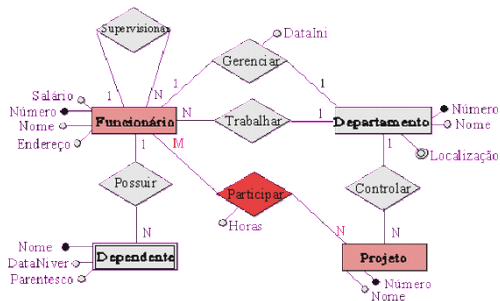 Supervisionar
DataIni
1 N 1 Gerenciar 1
Salário
Número
Nome
Endereço
Funcionário
N Trabalhar 1
Departamento
Número
Nome
Localização
1 M 1
Possuir
Participar
Horas
Controlar
N N N
Nome
DataNiver
Parentesco
Dependente
Projeto
Número
Nome